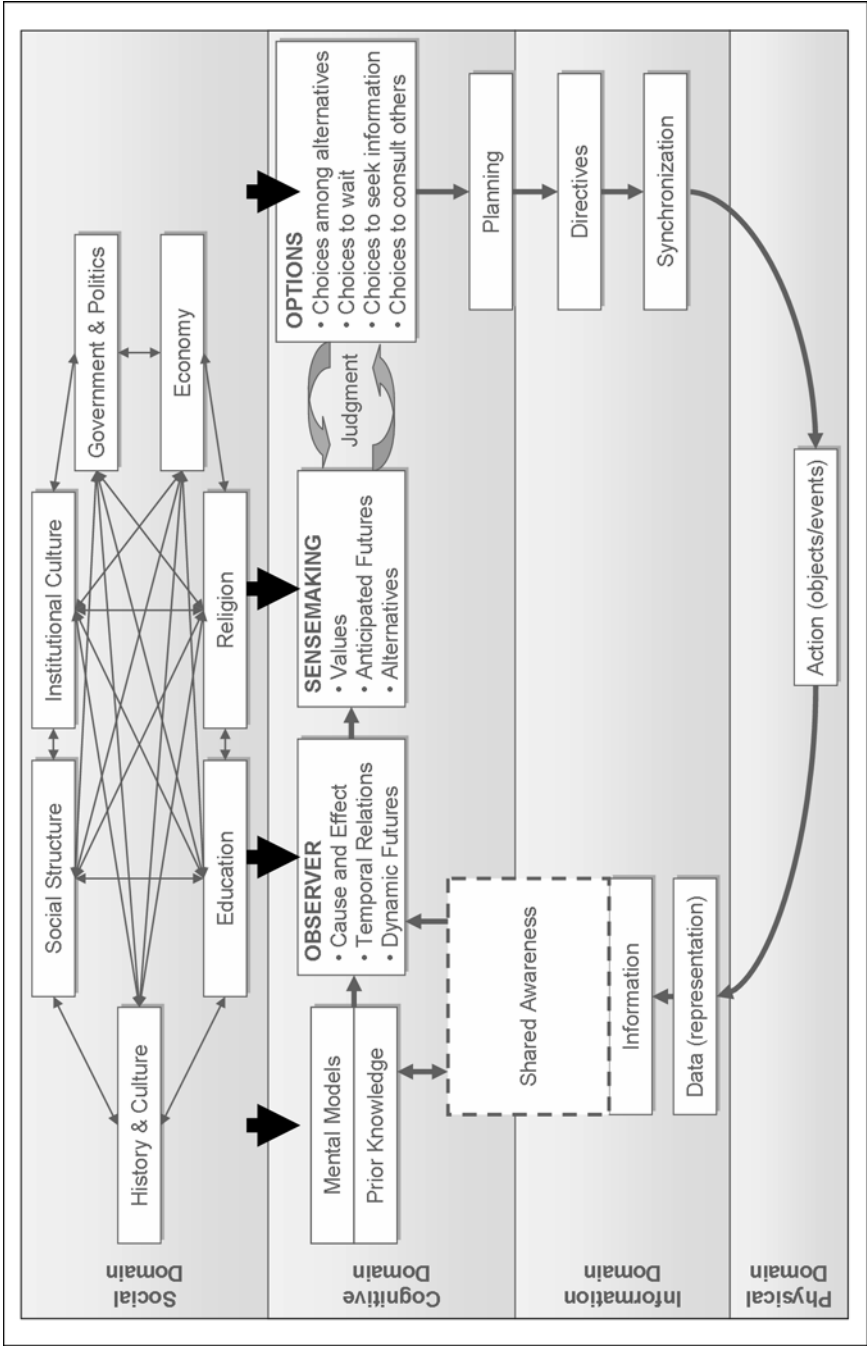 Social
Domain
History & Culture
Social Structure
Education
Institutional Culture
Religion
Government & Politics
Economy
Cognitive
Domain
Mental Models
Prior Knowledge
OBSERVER
• Cause and Effect
• Temporal Relations
• Dynamic Futures
SENSEMAKING
• Values
• Anticipated Futures
• Alternatives
Judgment
OPTIONS
• Choices among alternatives
• Choices to wait
• Choices to seek information
• Choices to consult others
Planning
Shared Awareness
Information
Domain
Information
Data (representation)
Directives
Synchronization
Physical
Domain
Action (objects/events)